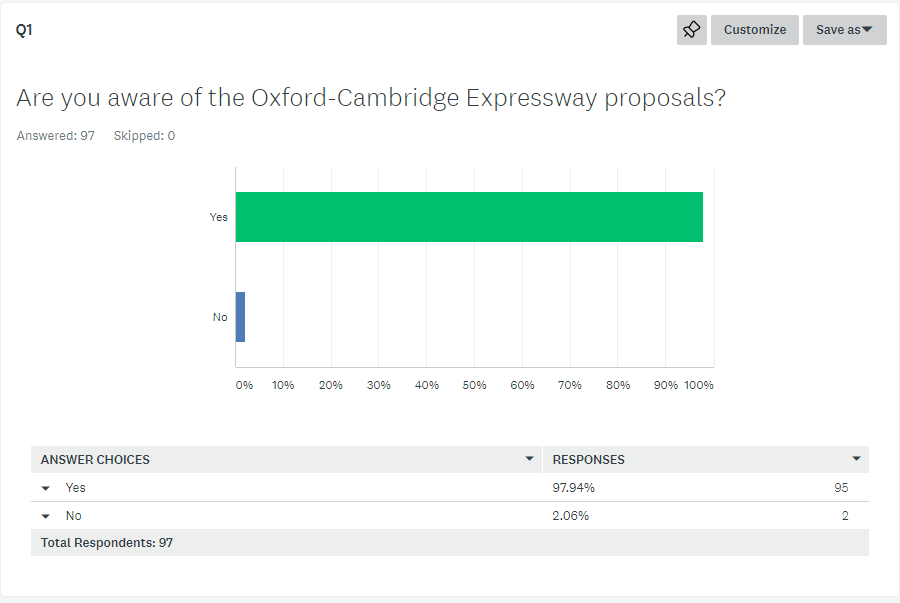 Q1
Customize
Save as
Are you aware of the Oxford-Cambridge Expressway proposals?
Answered: 97 Skipped: 0
Yes
No
0% 10% 20% 30% 40% 50% 60% 70% 80% 90% 100%
ANSWER CHOICES RESPONSES
Yes 97.94% 95
No 2.06% 2
Total Respondents: 97